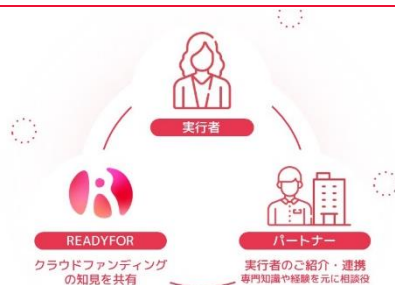 実行者
READYFOR
クラウドファンディング
の知見を共有
パートナー
実行者のご紹介・連携
専門知識や経験を元に相談役